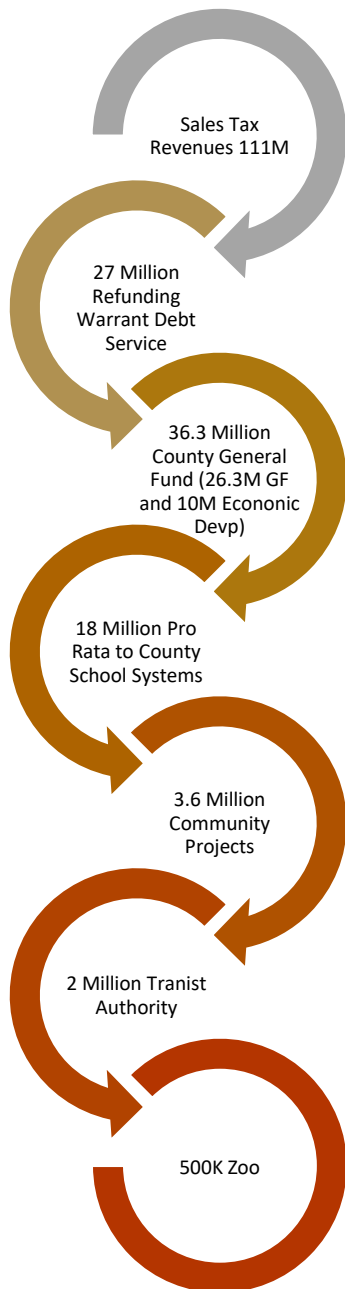 Sales Tax
Revenues 111M
27 Million
Refunding
Warrant Debt
Service
36.3 Million
County General
Fund (26.3M GF
and 10M Econonic
Devp)
18 Million Pro
Rata to County
School Systems
3.6 Million
Community
Projects
2 Million Tranist
Authority
500K Zoo